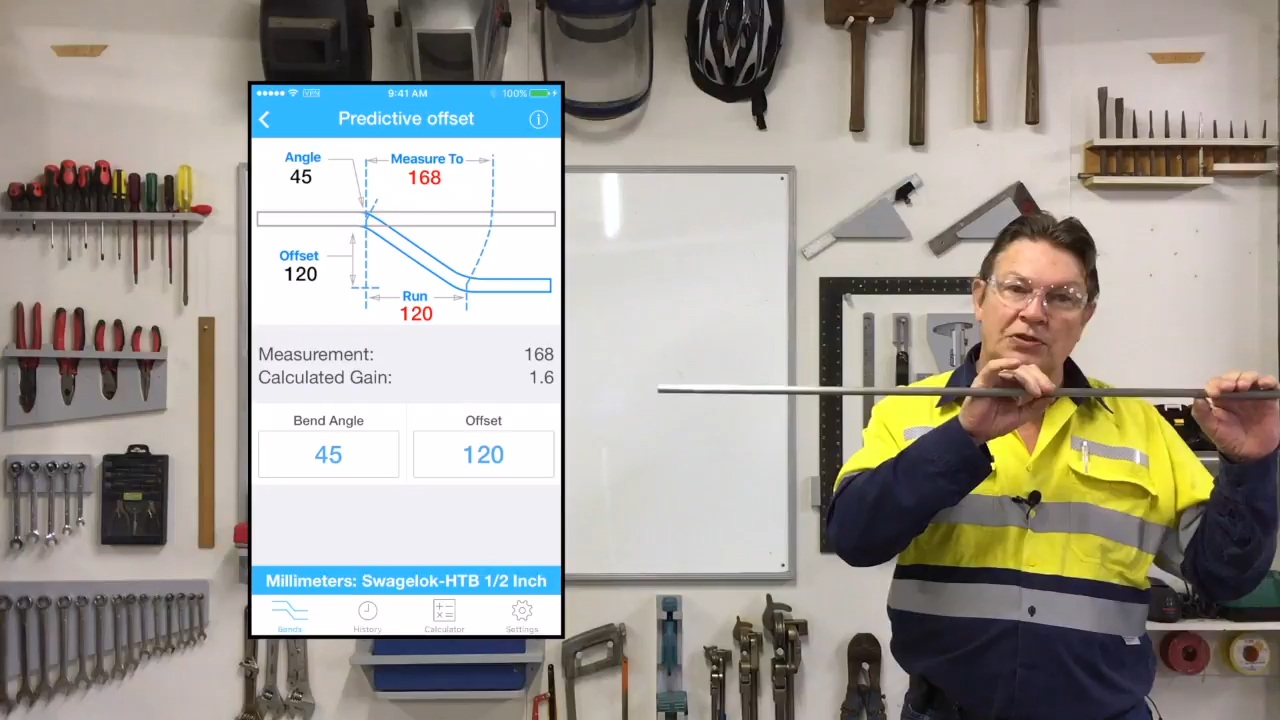 VPN 9:41 AM 100%
Predictive offset
Angle
45
Measure To
168
Offset
120
Run
120
Measurement: 168
Calculated Gain: 1.6
Bend Angle Offset
45 120
Millimeters: Swagelok-HTB 1/2 Inch
Bends History Calculator Settings